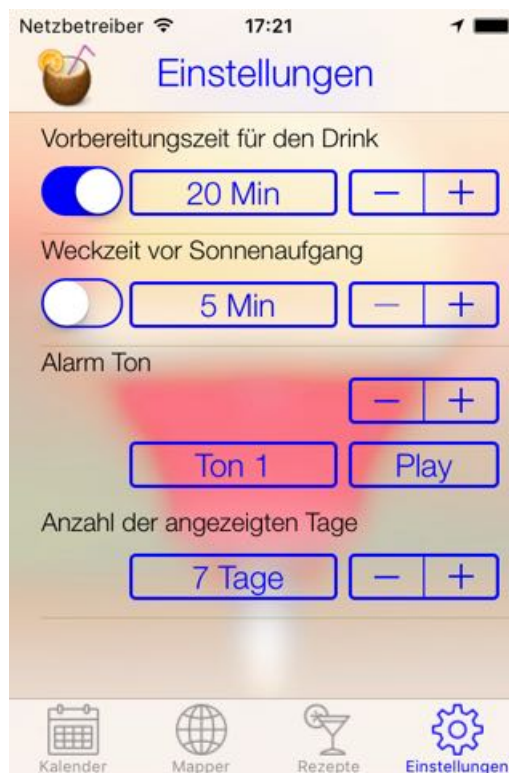 Netzbetreiber 17:21
Einstellungen
Vorbereitungszeit für den Drink
20 Min − +
Weckzeit vor Sonnenaufgang
5 Min − +
Alarm Ton
− +
Ton 1 Play
Anzahl der angezeigten Tage
7 Tage − +
Kalender Mapper Rezepte Einstellungen